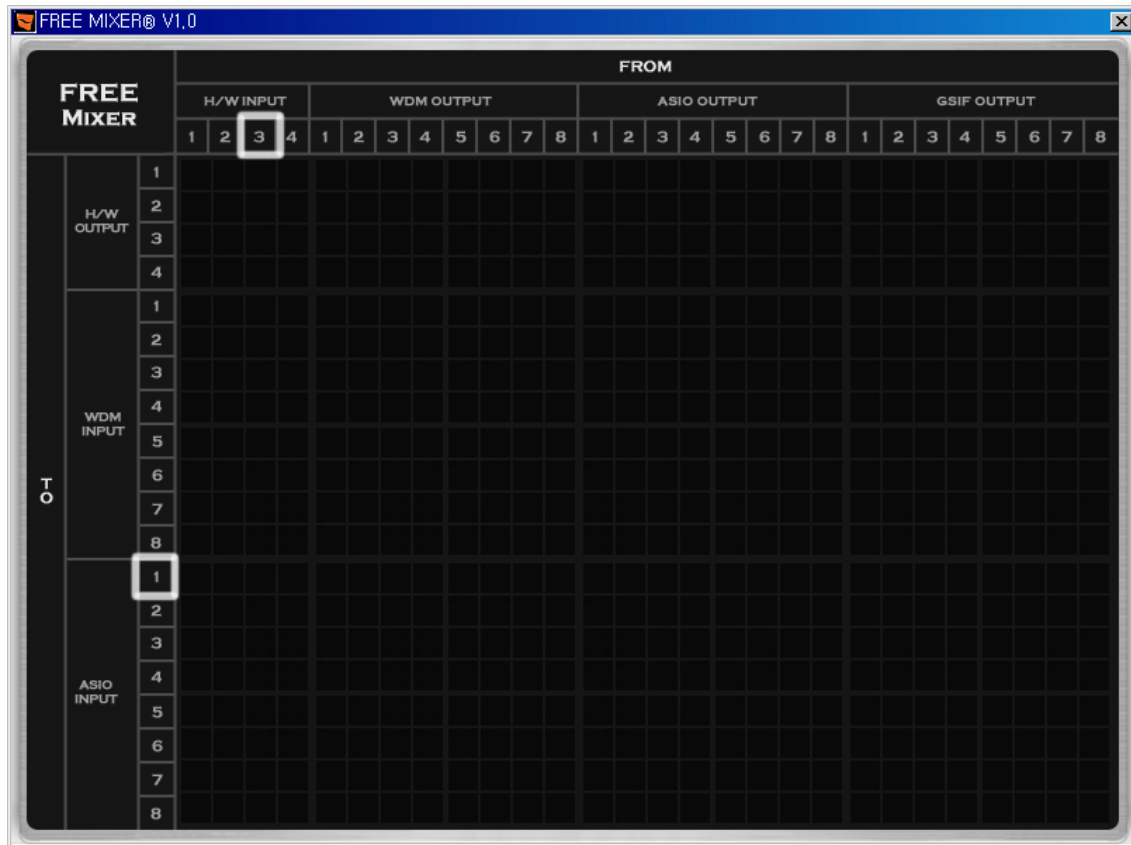 FREE MIXER® V1,0
FROM
FREE
MIXER
H/W INPUT WDM OUTPUT ASIO OUTPUT GSIF OUTPUT
1 2 3 4 1 2 3 4 5 6 7 8 1 2 3 4 5 6 7 8 1 2 3 4 5 6 7 8
TO
H/W
OUTPUT
1
2
3
4
WDM
INPUT
1
2
3
4
5
6
7
8
ASIO
INPUT
1
2
3
4
5
6
7
8